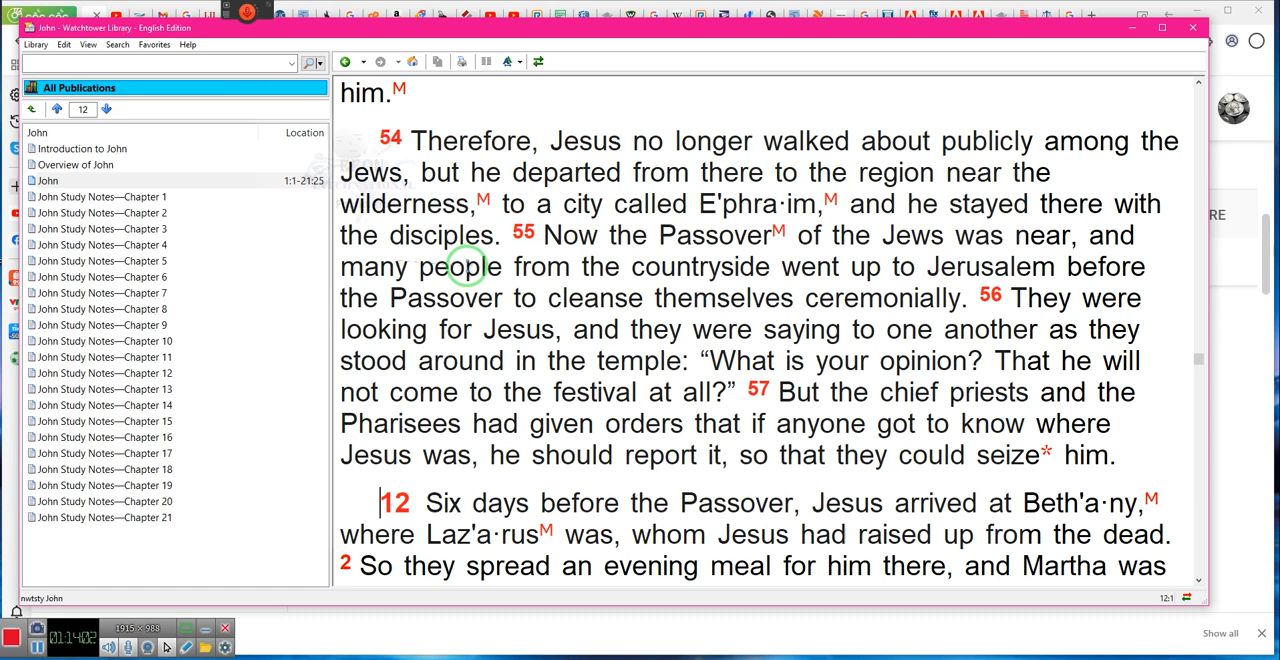 John - Watchtower Library - English Edition
Library Edit View Search Favorites Help
All Publications
12
John Location
Introduction to John
Overview of John
John 1:1-21:25
John Study Notes—Chapter 1
John Study Notes—Chapter 2
John Study Notes—Chapter 3
John Study Notes—Chapter 4
John Study Notes—Chapter 5
John Study Notes—Chapter 6
John Study Notes—Chapter 7
John Study Notes—Chapter 8
John Study Notes—Chapter 9
John Study Notes—Chapter 10
John Study Notes—Chapter 11
John Study Notes—Chapter 12
John Study Notes—Chapter 13
John Study Notes—Chapter 14
John Study Notes—Chapter 15
John Study Notes—Chapter 16
John Study Notes—Chapter 17
John Study Notes—Chapter 18
John Study Notes—Chapter 19
John Study Notes—Chapter 20
John Study Notes—Chapter 21
him.M
54 Therefore, Jesus no longer walked about publicly among the
Jews, but he departed from there to the region near the
wilderness,M to a city called E'phra·im,M and he stayed there with
the disciples. 55 Now the PassoverM of the Jews was near, and
many people from the countryside went up to Jerusalem before
the Passover to cleanse themselves ceremonially. 56 They were
looking for Jesus, and they were saying to one another as they
stood around in the temple: “What is your opinion? That he will
not come to the festival at all?” 57 But the chief priests and the
Pharisees had given orders that if anyone got to know where
Jesus was, he should report it, so that they could seize* him.
12 Six days before the Passover, Jesus arrived at Beth'a·ny,M
where Laz'a·rusM was, whom Jesus had raised up from the dead.
2 So they spread an evening meal for him there, and Martha was
nwtsty John 12:1
RE
Show all
1915 × 988
01:14:02